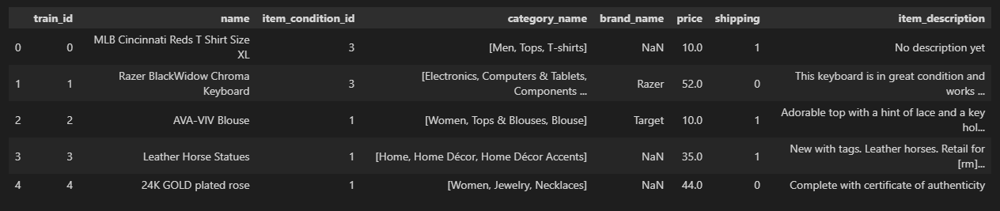 train_id name item_condition_id category_name brand_name price shipping item_description
0 0 MLB Cincinnati Reds T Shirt Size XL 3 [Men, Tops, T-shirts] NaN 10.0 1 No description yet
1 1 Razer BlackWidow Chroma Keyboard 3 [Electronics, Computers & Tablets, Components ... Razer 52.0 0 This keyboard is in great condition and works ...
2 2 AVA-VIV Blouse 1 [Women, Tops & Blouses, Blouse] Target 10.0 1 Adorable top with a hint of lace and a key hol...
3 3 Leather Horse Statues 1 [Home, Home Décor, Home Décor Accents] NaN 35.0 1 New with tags. Leather horses. Retail for [rm]...
4 4 24K GOLD plated rose 1 [Women, Jewelry, Necklaces] NaN 44.0 0 Complete with certificate of authenticity